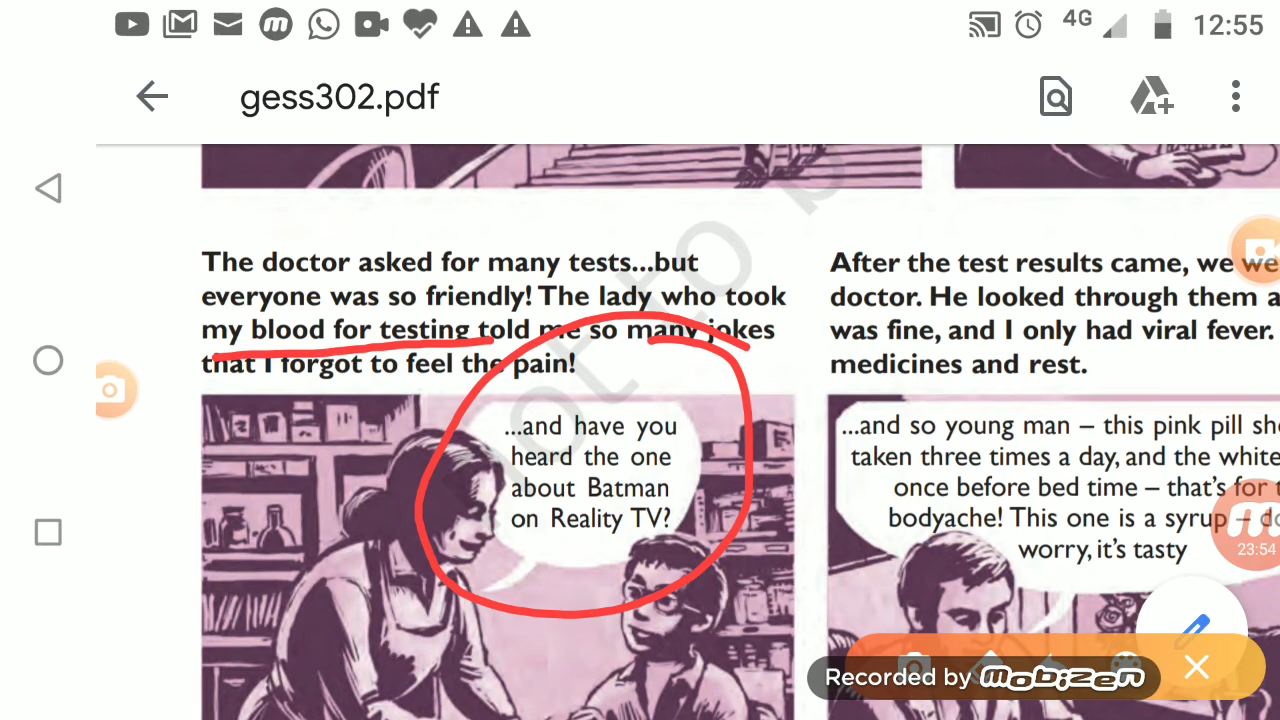 4G
12:55
gess302.pdf
The doctor asked for many tests...but
everyone was so friendly! The lady who took
my blood for testing told me so many jokes
that I forgot to feel the pain!
...and have you
heard the one
about Batman
on Reality TV?
After the test results came, we we
doctor. He looked through them a
was fine, and I only had viral fever.
medicines and rest.
...and so young man – this pink pill sh
taken three times a day, and the white
once before bed time – that's for t
bodyache! This one is a syrup – do
worry, it's tasty
not to b
23:54
Recorded by mobizen